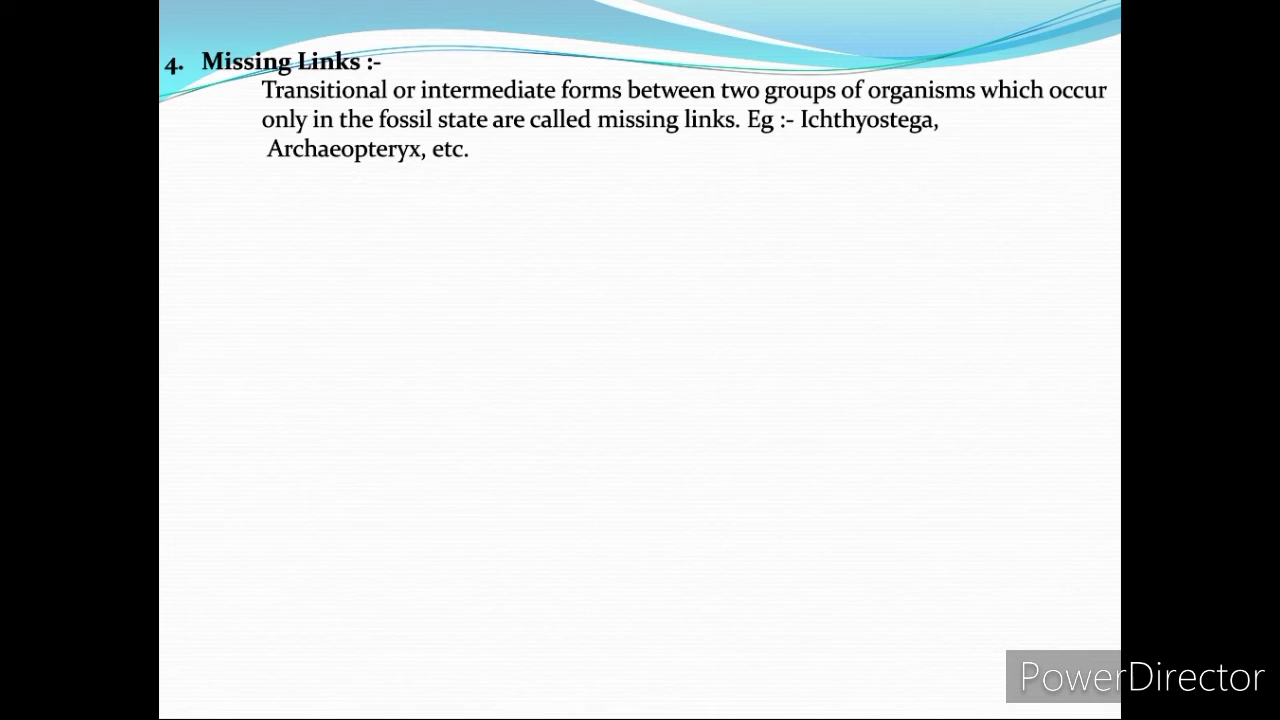 4. Missing Links :-
Transitional or intermediate forms between two groups of organisms which occur
only in the fossil state are called missing links. Eg :- Ichthyostega,
Archaeopteryx, etc.
PowerDirector